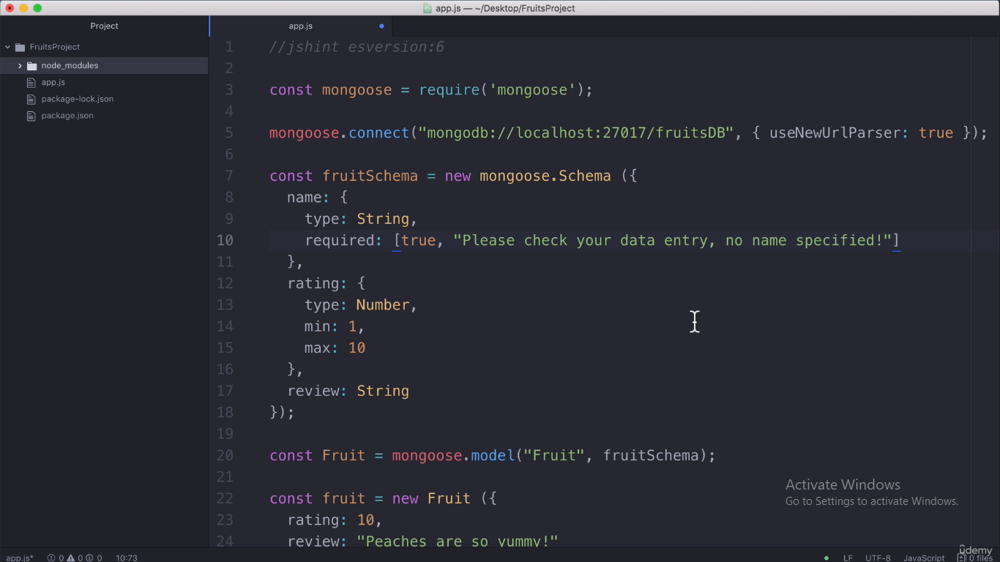 app.js — ~/Desktop/FruitsProject
Project
app.js
FruitsProject
node_modules
app.js
package-lock.json
package.json
1 //jshint esversion:6
2
3 const mongoose = require('mongoose');
4
5 mongoose.connect("mongodb://localhost:27017/fruitsDB", { useNewUrlParser: true });
6
7 const fruitSchema = new mongoose.Schema ({
8 name: {
9 type: String,
10 required: [true, "Please check your data entry, no name specified!"]
11 },
12 rating: {
13 type: Number,
14 min: 1,
15 max: 10
16 },
17 review: String
18 });
19
20 const Fruit = mongoose.model("Fruit", fruitSchema);
21
22 const fruit = new Fruit ({
23 rating: 10,
24 review: "Peaches are so yummy!"
Activate Windows
Go to Settings to activate Windows.
app.js* 0 0 0 10:73
LF UTF-8 JavaScript 0 files
udemy